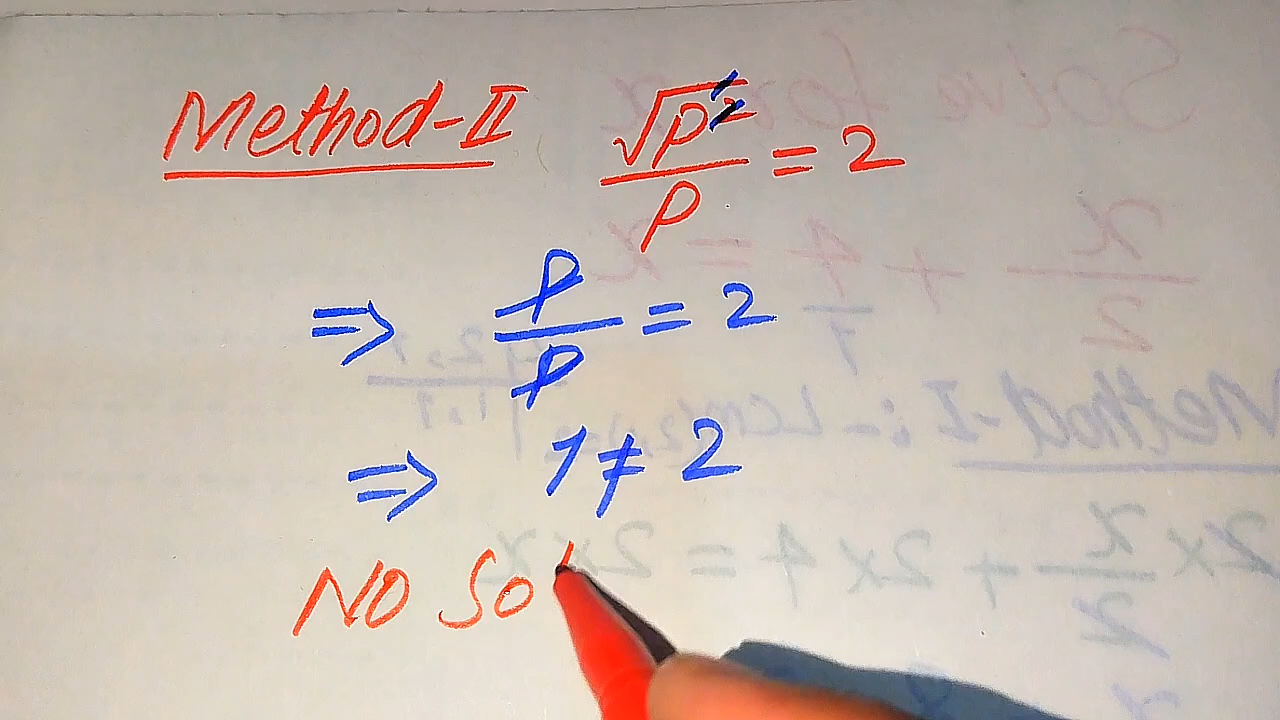 Method-II √p²/p = 2
⇒ p/p = 2
⇒ 1 ≠ 2
NO Sol